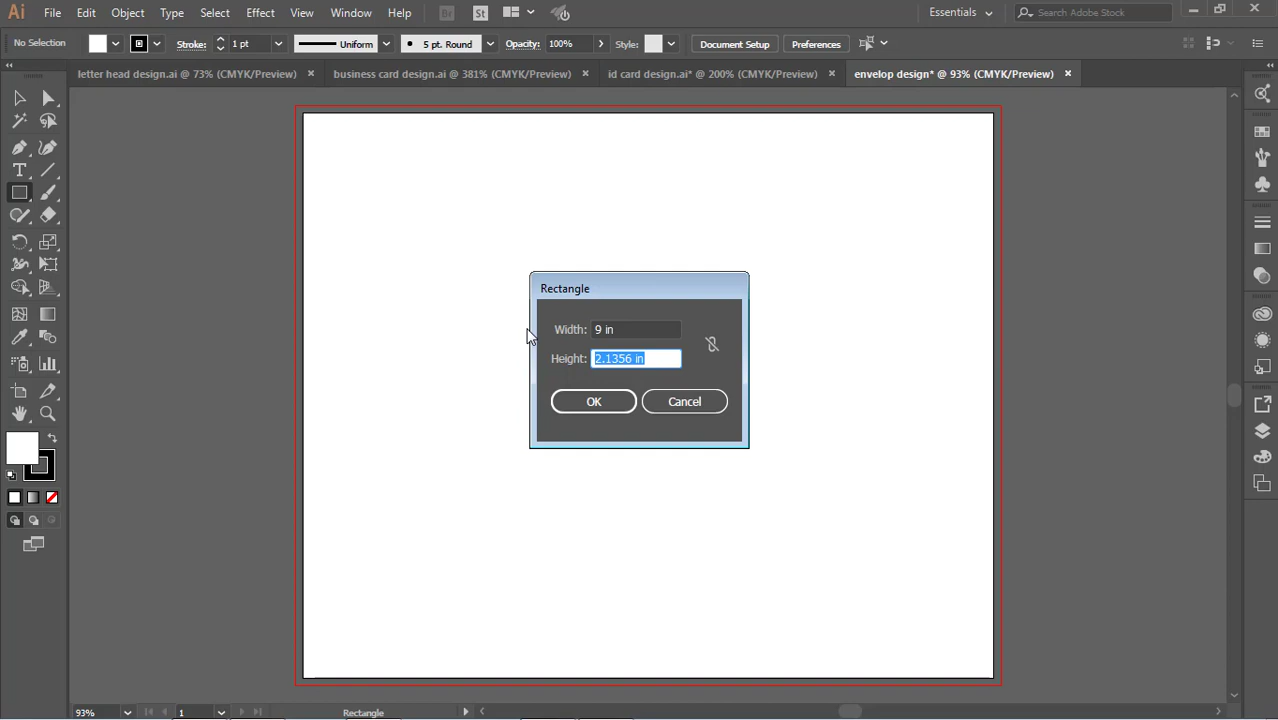 Ai File Edit Object Type Select Effect View Window Help Br St Essentials Search Adobe Stock
No Selection Stroke: 1 pt Uniform 5 pt. Round Opacity: 100% Style: Document Setup Preferences
letter head design.ai @ 73% (CMYK/Preview) × business card design.ai @ 381% (CMYK/Preview) × id card design.ai* @ 200% (CMYK/Preview) × envelop design* @ 93% (CMYK/Preview) ×
T
Rectangle
Width: 9 in
Height: 2.1356 in
OK Cancel
93% 1 Rectangle